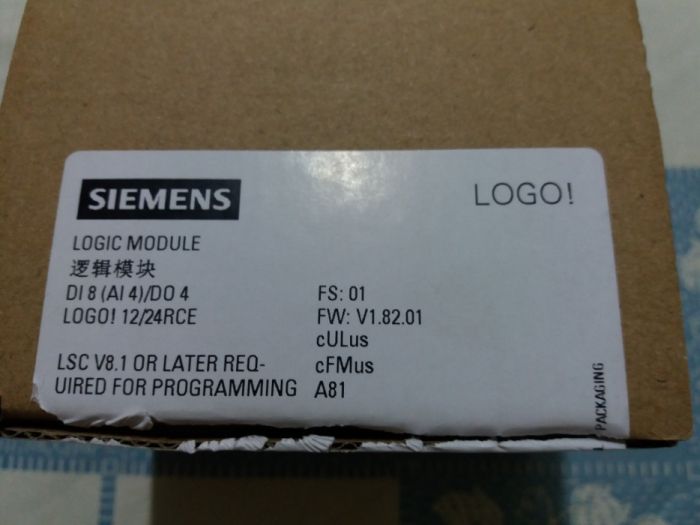 SIEMENS
LOGO!
LOGIC MODULE
逻辑模块
DI 8 (AI 4)/DO 4
LOGO! 12/24RCE
LSC V8.1 OR LATER REQ-
UIRED FOR PROGRAMMING
FS: 01
FW: V1.82.01
cULus
cFMus
A81
PACKAGING